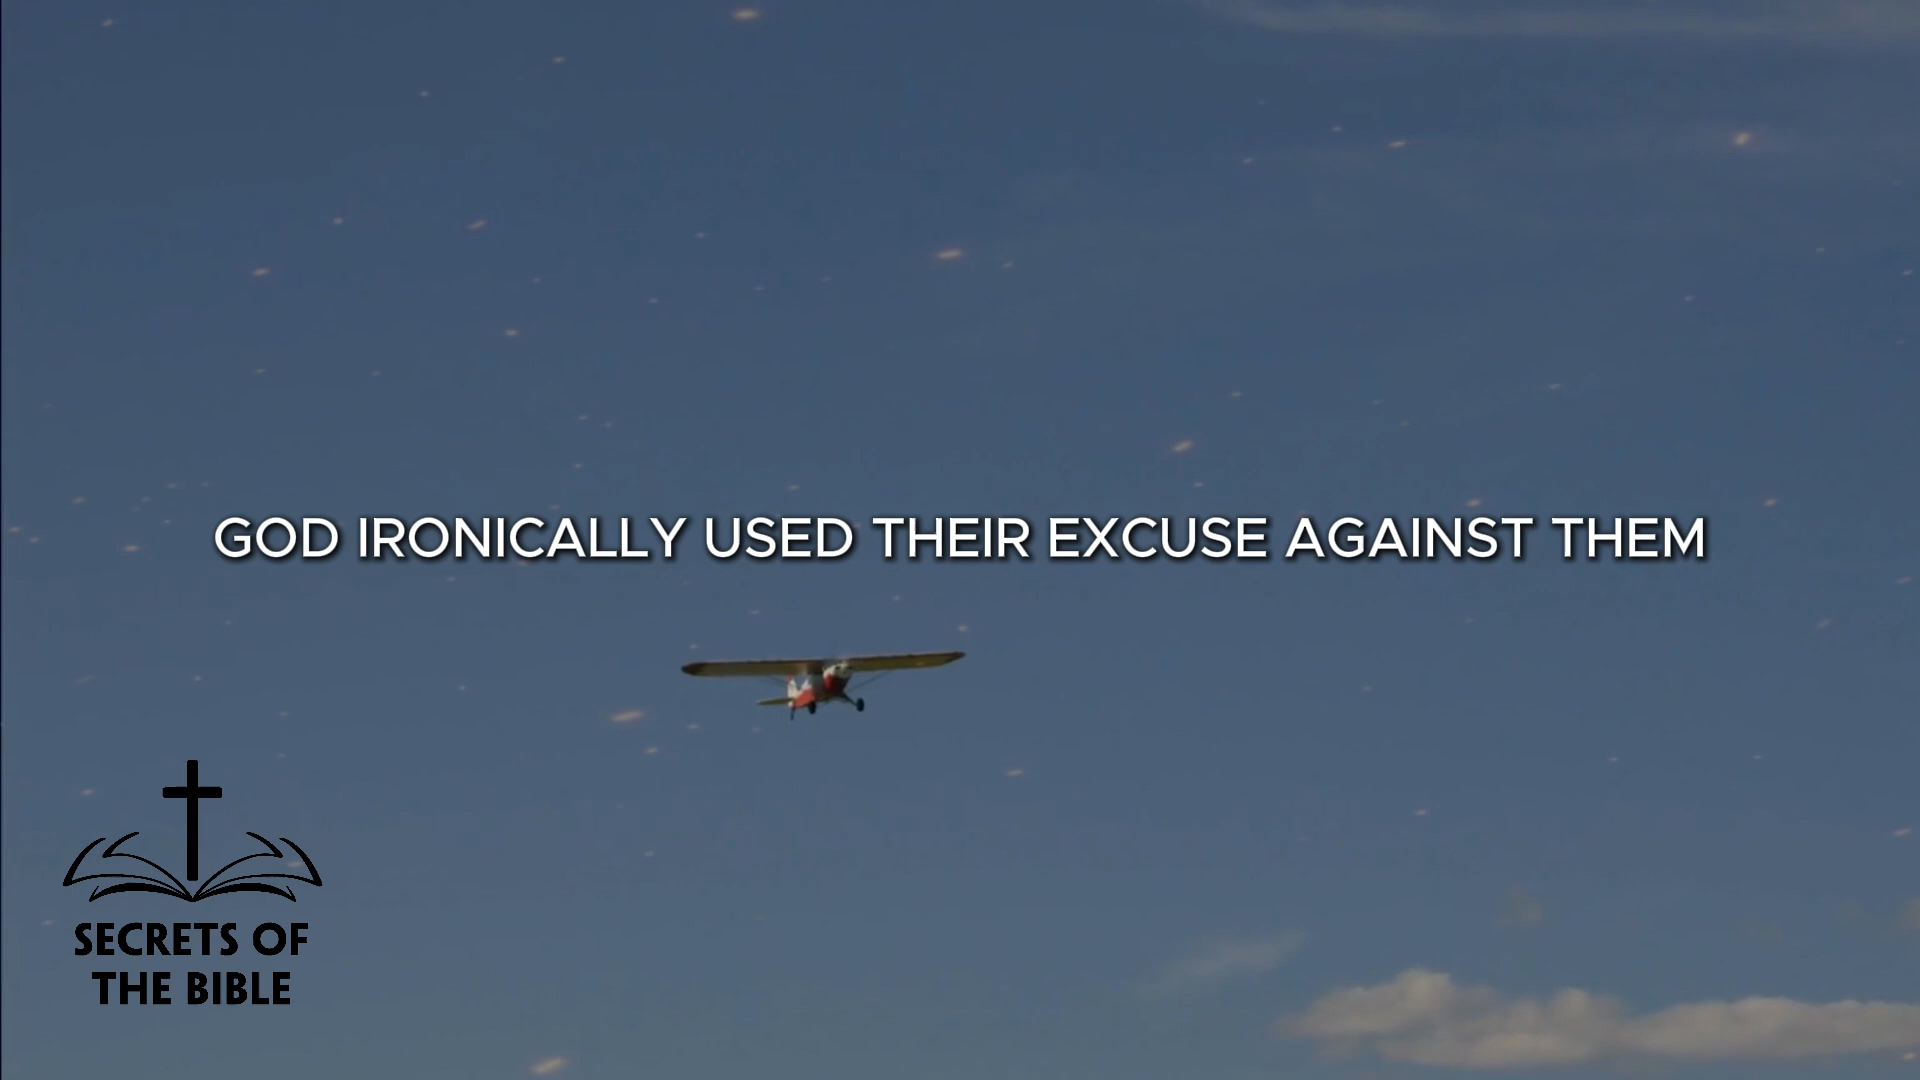 GOD IRONICALLY USED THEIR EXCUSE AGAINST THEM
SECRETS OF
THE BIBLE